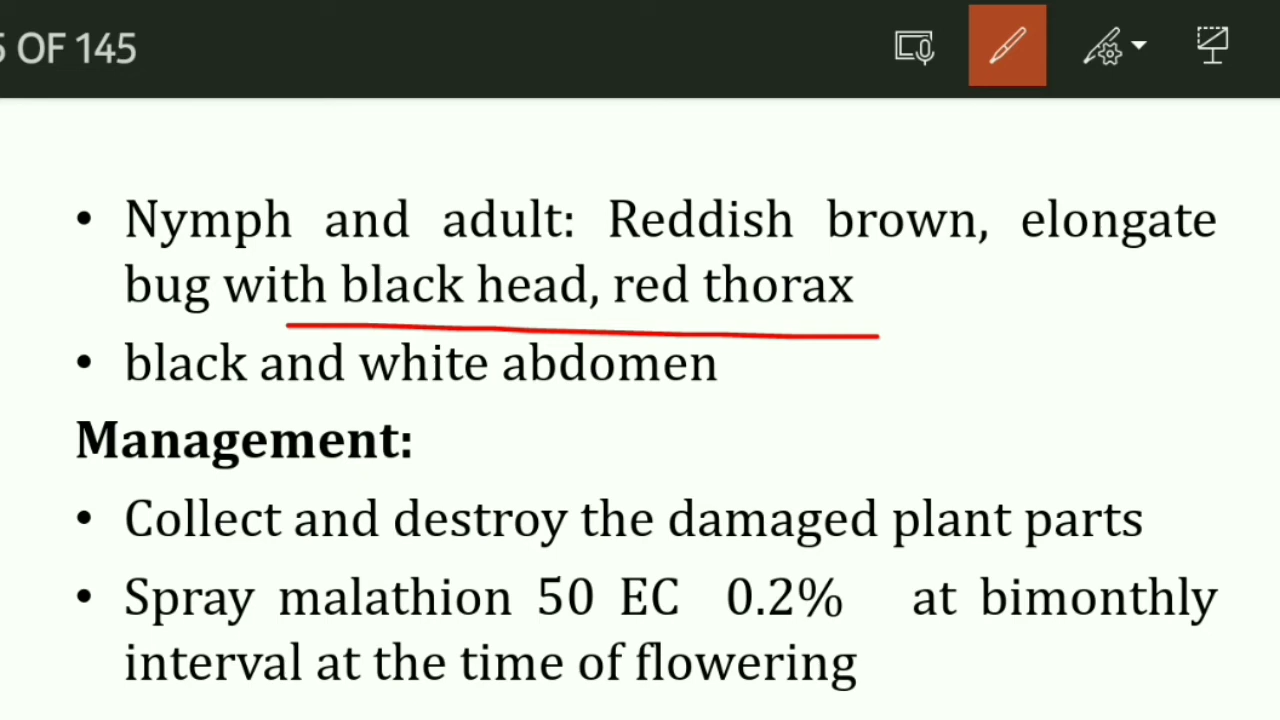 5 OF 145
• Nymph and adult: Reddish brown, elongate
bug with black head, red thorax
• black and white abdomen
Management:
• Collect and destroy the damaged plant parts
• Spray malathion 50 EC 0.2% at bimonthly
interval at the time of flowering